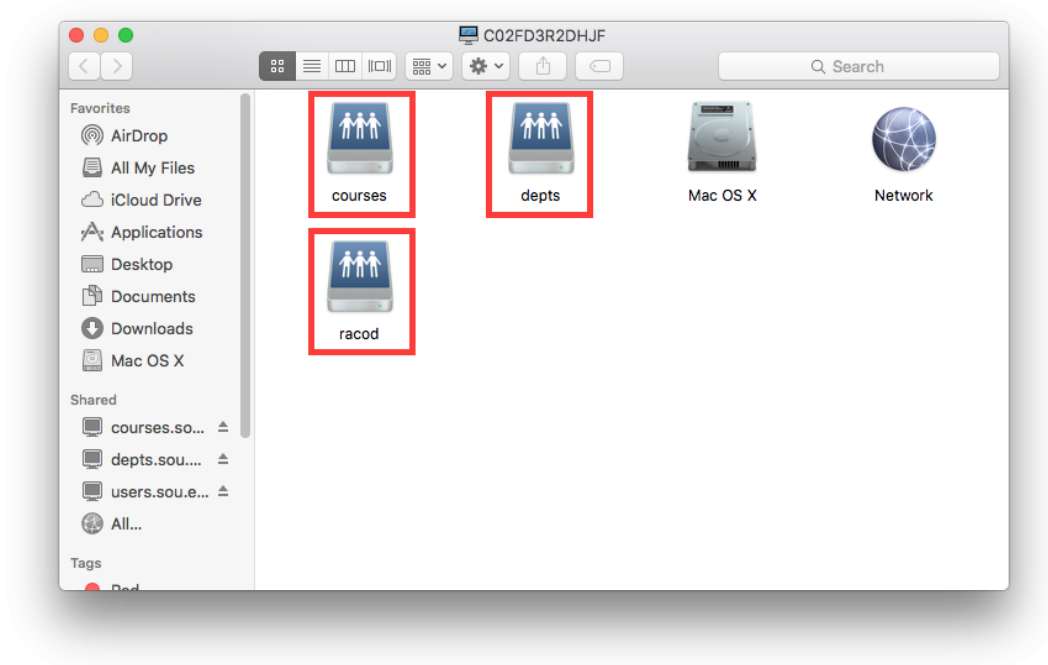 C02FD3R2DHJF
Search
Favorites
AirDrop
All My Files
iCloud Drive
Applications
Desktop
Documents
Downloads
Mac OS X
Shared
courses.so...
depts.sou....
users.sou.e...
All...
Tags
courses
depts
Mac OS X
Network
racod